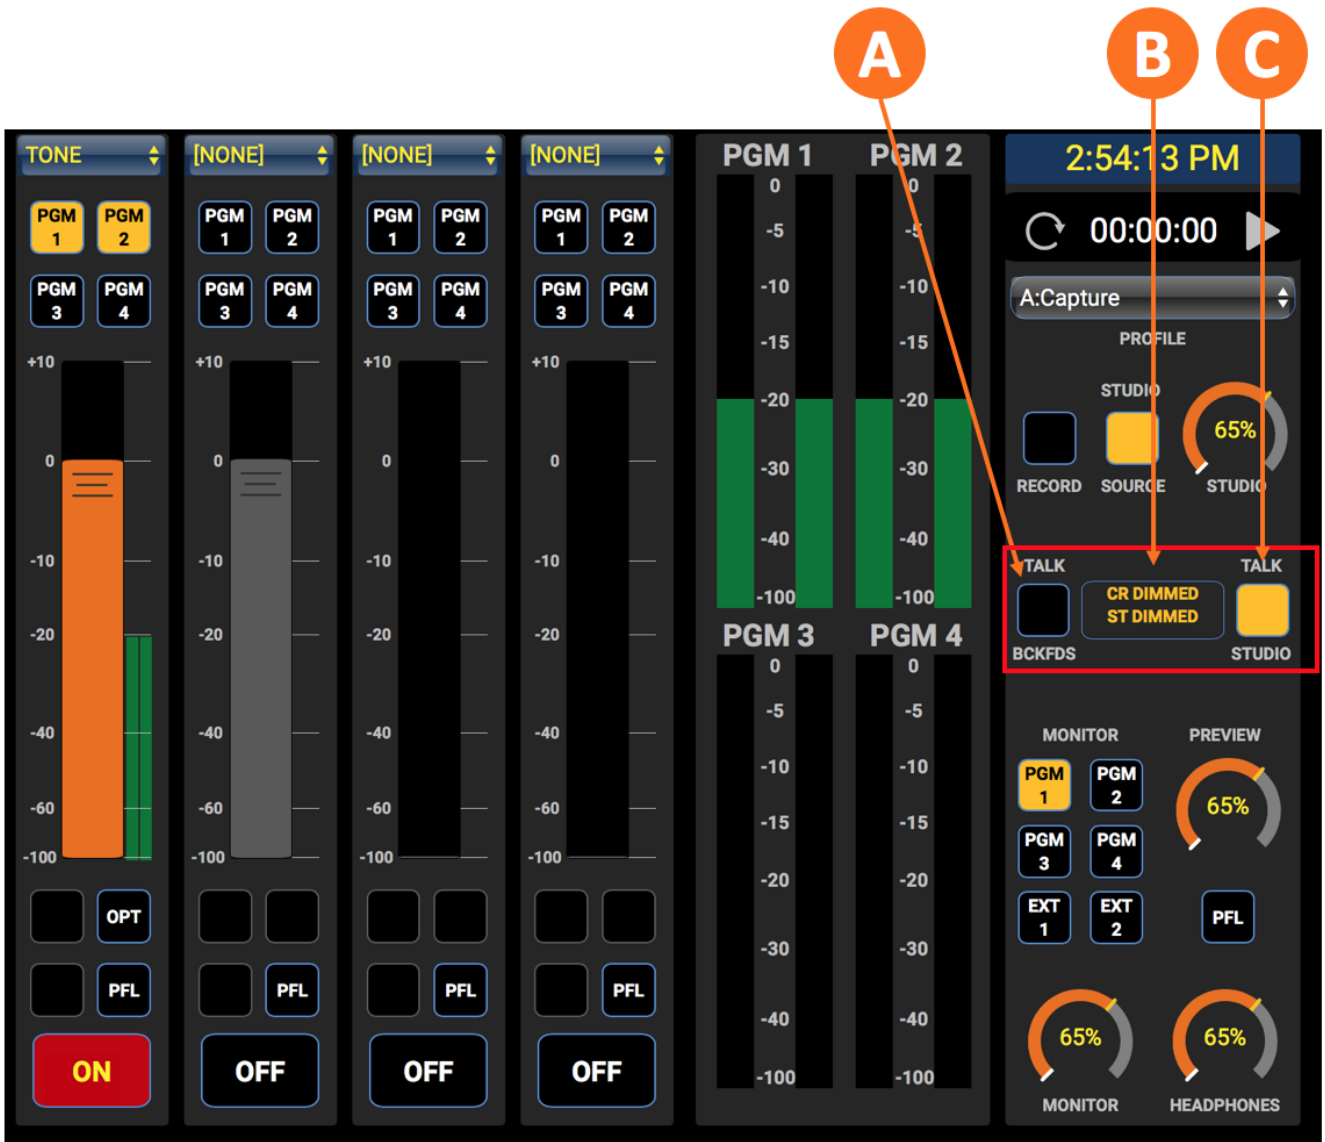 A
B
C
TONE
[NONE]
[NONE]
[NONE]
PGM 1
PGM 2
PGM 3
PGM 4
PGM 1
PGM 2
PGM 3
PGM 4
PGM 1
PGM 2
PGM 3
PGM 4
PGM 1
PGM 2
PGM 3
PGM 4
+10
0
-10
-20
-40
-60
-100
+10
0
-10
-20
-40
-60
-100
+10
0
-10
-20
-40
-60
-100
+10
0
-10
-20
-40
-60
-100
OPT
PFL
PFL
PFL
PFL
ON
OFF
OFF
OFF
PGM 1
PGM 2
0
0
-5
-5
-10
-10
-15
-15
-20
-20
-30
-30
-40
-40
-100
-100
PGM 3
PGM 4
0
0
-5
-5
-10
-10
-15
-15
-20
-20
-30
-30
-40
-40
-100
-100
2:54:13 PM
00:00:00
A:Capture
PROFILE
STUDIO
65%
RECORD
SOURCE
STUDIO
TALK
TALK
CR DIMMED
ST DIMMED
BCKFDS
STUDIO
MONITOR
PREVIEW
PGM 1
PGM 2
65%
PGM 3
PGM 4
EXT 1
EXT 2
PFL
65%
65%
MONITOR
HEADPHONES